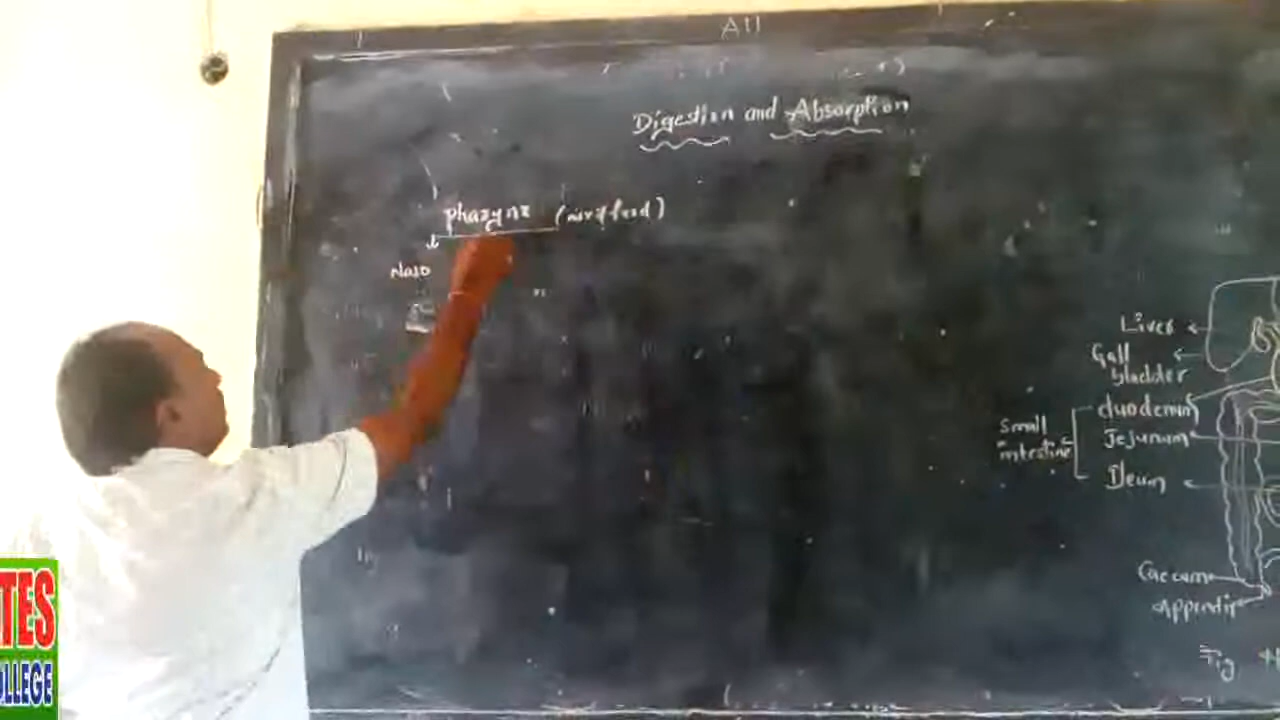 All
Digestion and Absorption
Pharynx (air & food)
Naso
Liver
Gall
bladder
duodenum
Small
intestine
Jejunum
Ileum
Caecum
Appendix
Fig
TES
OLLEGE